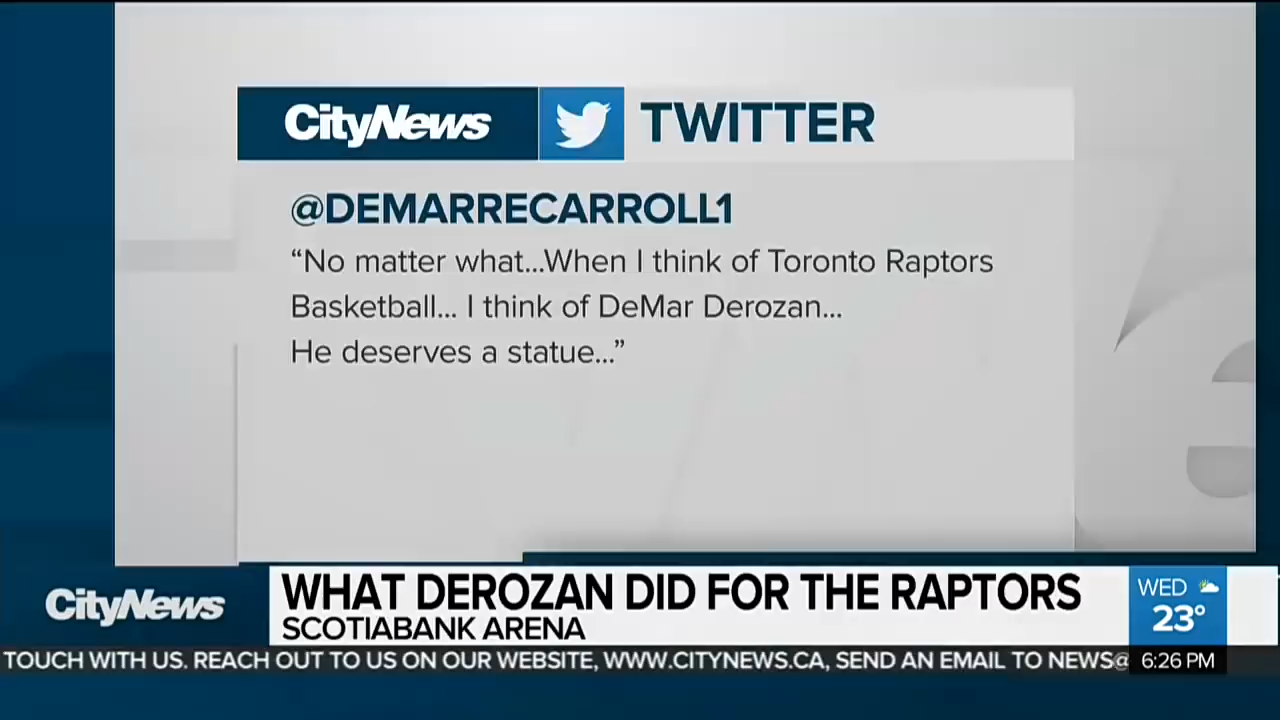 CityNews TWITTER
@DEMARRECARROLL1
“No matter what...When I think of Toronto Raptors
Basketball... I think of DeMar Derozan...
He deserves a statue...”
CityNews
WHAT DEROZAN DID FOR THE RAPTORS
SCOTIABANK ARENA
WED
23°
TOUCH WITH US. REACH OUT TO US ON OUR WEBSITE, WWW.CITYNEWS.CA, SEND AN EMAIL TO NEWS@
6:26 PM